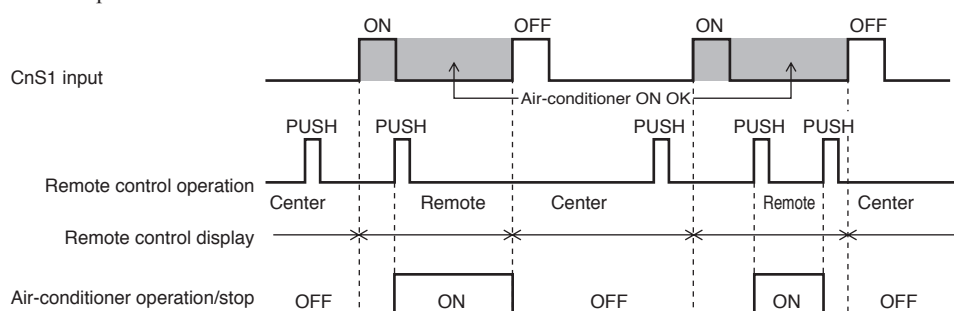 ON OFF ON OFF
CnS1 input
Air-conditioner ON OK
PUSH PUSH PUSH PUSH PUSH
Remote control operation
Center Remote Center Remote Center
Remote control display
Air-conditioner operation/stop OFF ON OFF ON OFF